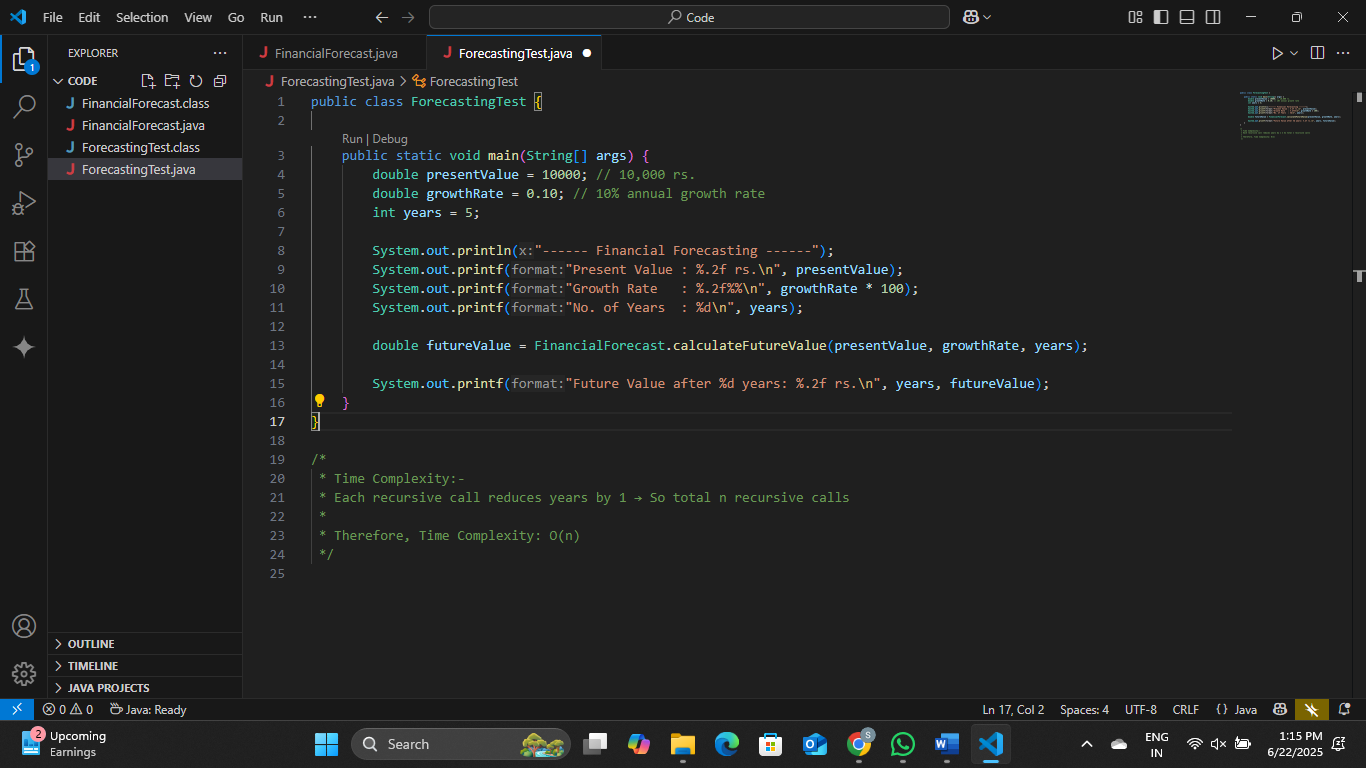 File Edit Selection View Go Run ··· Code
EXPLORER ···
CODE
FinancialForecast.class
FinancialForecast.java
ForecastingTest.class
ForecastingTest.java
OUTLINE
TIMELINE
JAVA PROJECTS
FinancialForecast.java ForecastingTest.java
ForecastingTest.java > ForecastingTest
1 public class ForecastingTest {
2
Run | Debug
3 public static void main(String[] args) {
4 double presentValue = 10000; // 10,000 rs.
5 double growthRate = 0.10; // 10% annual growth rate
6 int years = 5;
7
8 System.out.println(x:"------ Financial Forecasting ------");
9 System.out.printf(format:"Present Value : %.2f rs.\n", presentValue);
10 System.out.printf(format:"Growth Rate   : %.2f%%\n", growthRate * 100);
11 System.out.printf(format:"No. of Years  : %d\n", years);
12
13 double futureValue = FinancialForecast.calculateFutureValue(presentValue, growthRate, years);
14
15 System.out.printf(format:"Future Value after %d years: %.2f rs.\n", years, futureValue);
16 }
17 }
18
19 /*
20 * Time Complexity:-
21 * Each recursive call reduces years by 1 → So total n recursive calls
22 *
23 * Therefore, Time Complexity: O(n)
24 */
25
0 0 Java: Ready Ln 17, Col 2 Spaces: 4 UTF-8 CRLF {} Java
1
2
Upcoming
Earnings
Search
S
ENG
IN
1:15 PM
6/22/2025